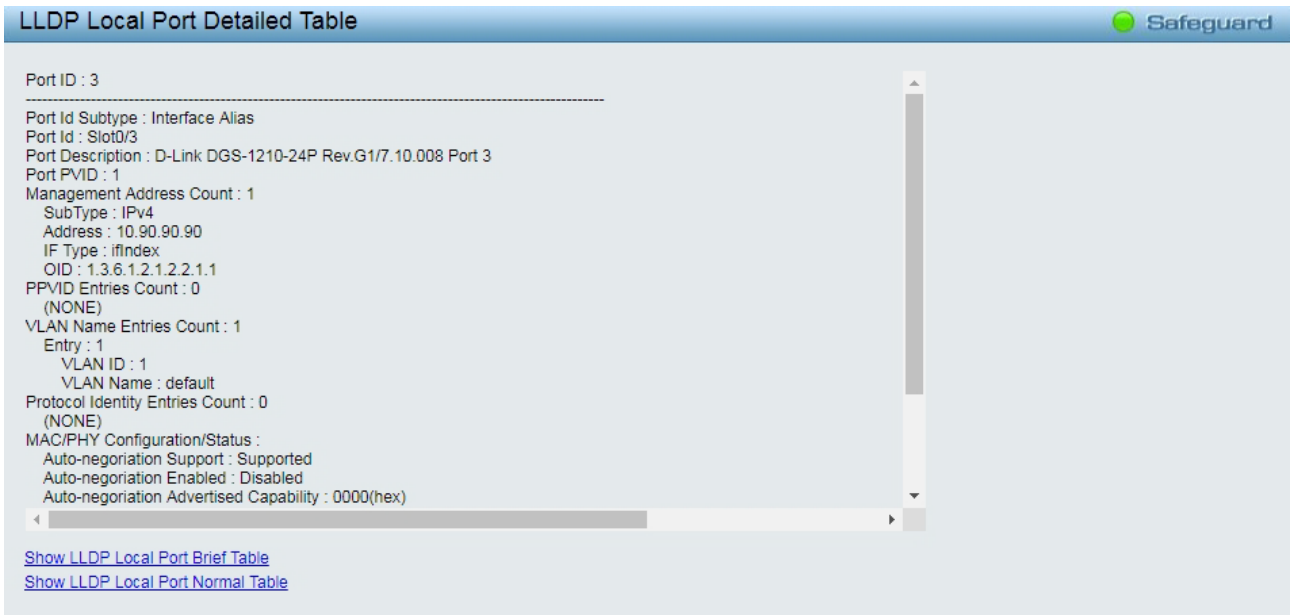 LLDP Local Port Detailed Table
Safeguard
Port ID : 3
--------------------------------------------------------------------------------
Port Id Subtype : Interface Alias
Port Id : Slot0/3
Port Description : D-Link DGS-1210-24P Rev.G1/7.10.008 Port 3
Port PVID : 1
Management Address Count : 1
SubType : IPv4
Address : 10.90.90.90
IF Type : ifIndex
OID : 1.3.6.1.2.1.2.2.1.1
PPVID Entries Count : 0
(NONE)
VLAN Name Entries Count : 1
Entry : 1
VLAN ID : 1
VLAN Name : default
Protocol Identity Entries Count : 0
(NONE)
MAC/PHY Configuration/Status :
Auto-negoriation Support : Supported
Auto-negoriation Enabled : Disabled
Auto-negoriation Advertised Capability : 0000(hex)
Show LLDP Local Port Brief Table
Show LLDP Local Port Normal Table